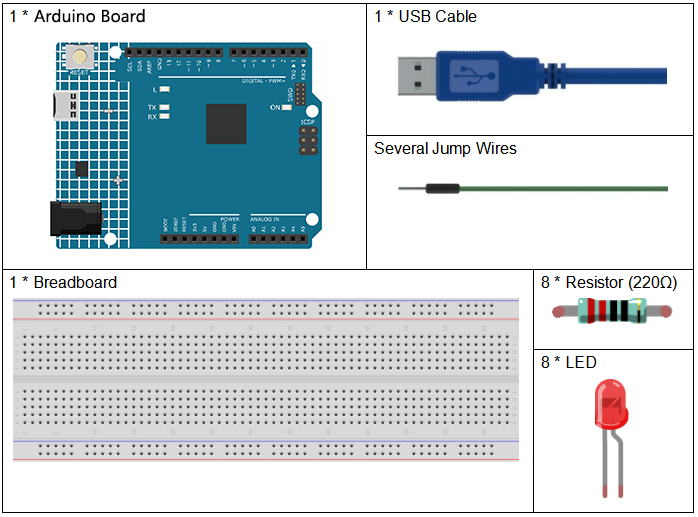 1 * Arduino Board
RESET
SCL
SDA
AREF
GND
13
12
~11
~10
~9
8
7
~6
~5
4
~3
2
TX→1
RX←0
DIGITAL (PWM~)
L
TX
RX
ON
SWD
ICSP
BOOT
IOREF
RESET
3V3
5V
GND
GND
VIN
POWER
ANALOG IN
A0
A1
A2
A3
A4
A5
1 * USB Cable
Several Jump Wires
1 * Breadboard
8 * Resistor (220Ω)
8 * LED